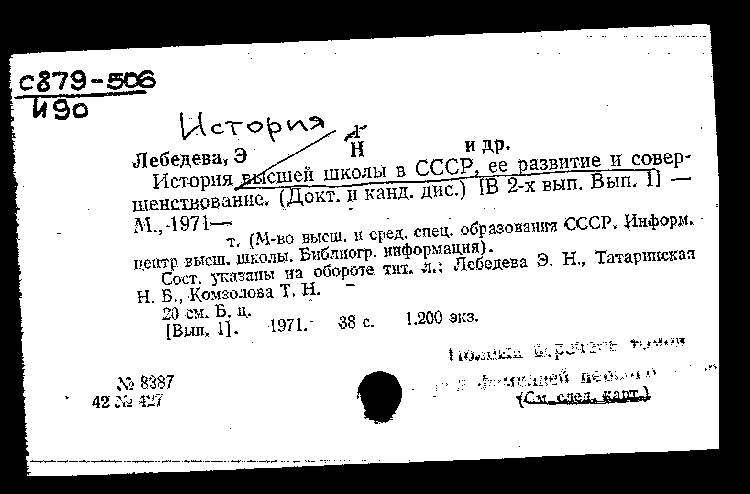 С879-506
И90
История
Лебедева, Э Н и др.
История высшей школы в СССР, ее развитие и совер-
шенствование. (Докт. и канд. дис.) [В 2-х вып. Вып. 1] —
М., 1971—
т. (М-во высш. и сред. спец. образования СССР. Информ.
центр высш. школы. Библиогр. информация).
Сост. указаны на обороте тит. л.: Лебедева Э. Н., Татаринская
Н. Б., Комзолова Т. Н.
20 см. Б. ц.
[Вып. 1]. 1971. 38 с. 1.200 экз.
№ 8387
42 № 427
(См. след. карт.)